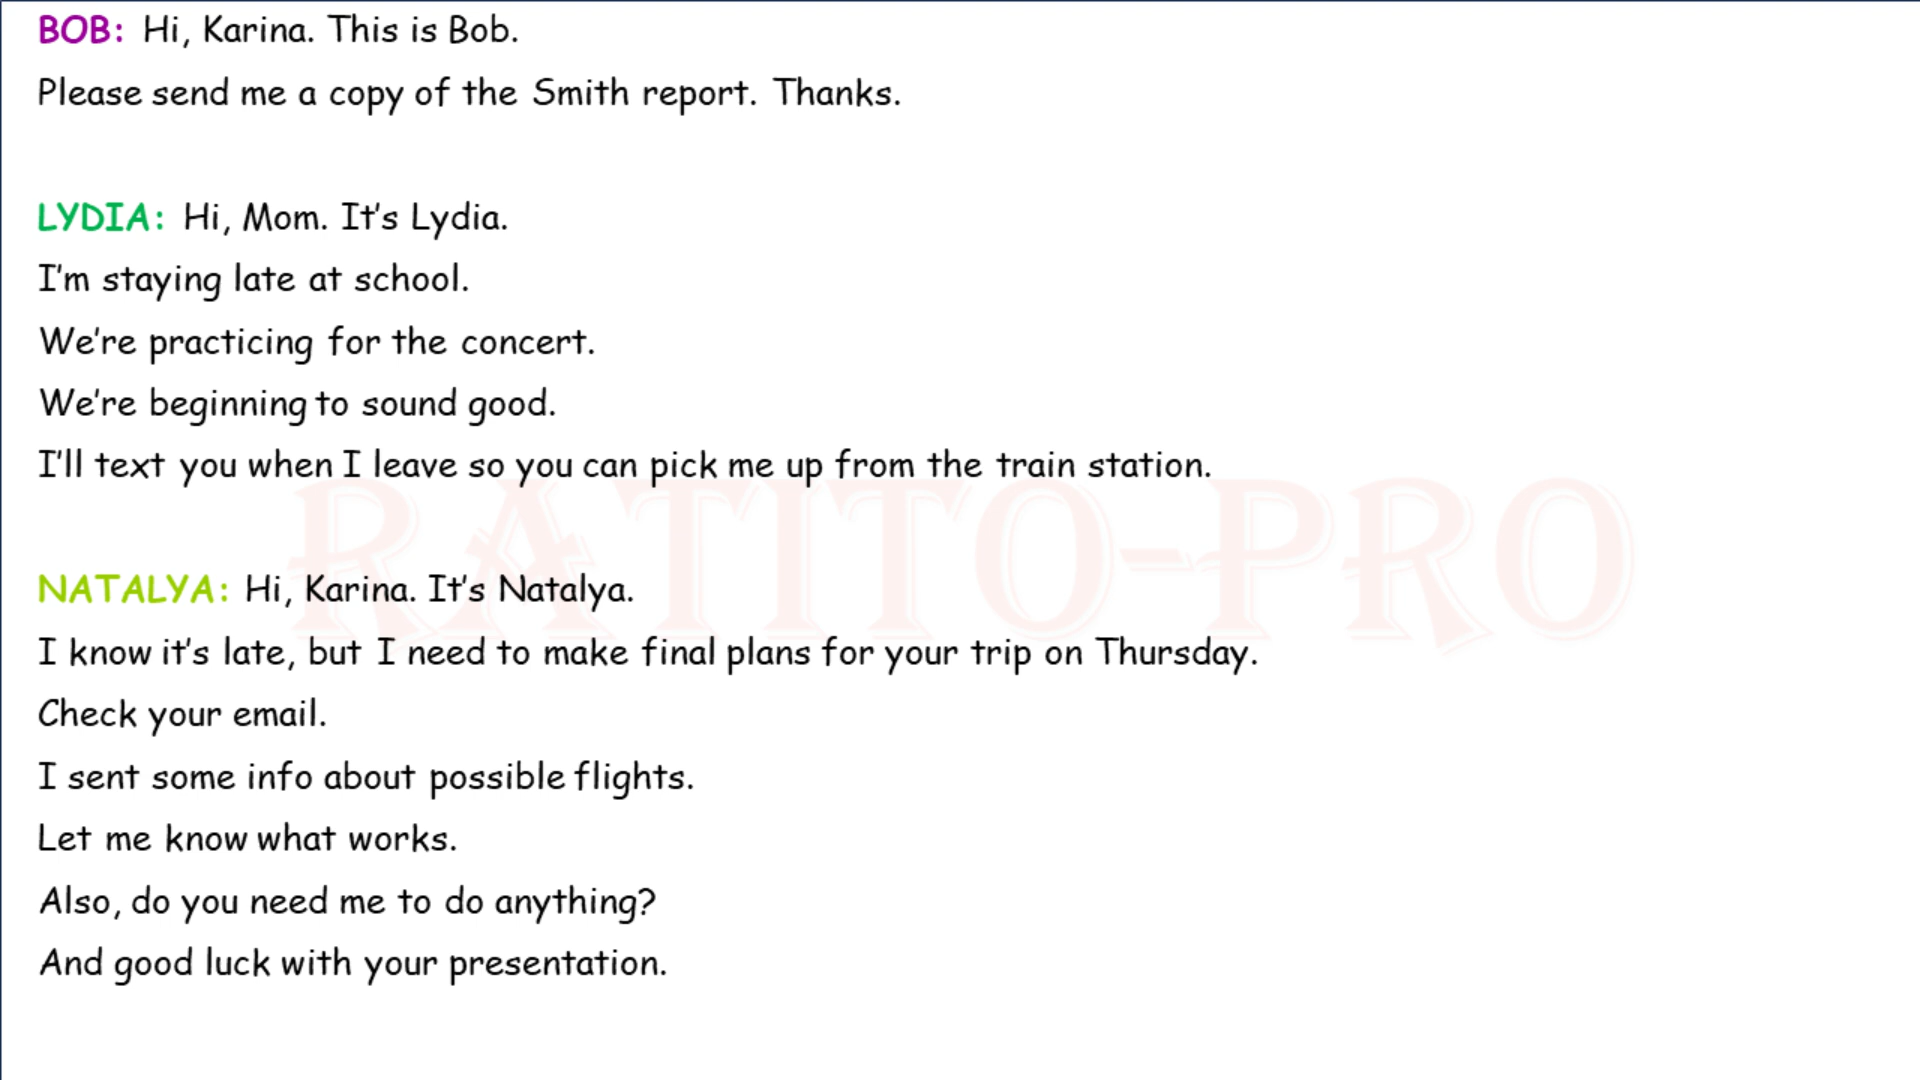 BOB: Hi, Karina. This is Bob.
Please send me a copy of the Smith report. Thanks.
LYDIA: Hi, Mom. It's Lydia.
I'm staying late at school.
We're practicing for the concert.
We're beginning to sound good.
I'll text you when I leave so you can pick me up from the train station.
RATITO-PRO
NATALYA: Hi, Karina. It's Natalya.
I know it's late, but I need to make final plans for your trip on Thursday.
Check your email.
I sent some info about possible flights.
Let me know what works.
Also, do you need me to do anything?
And good luck with your presentation.